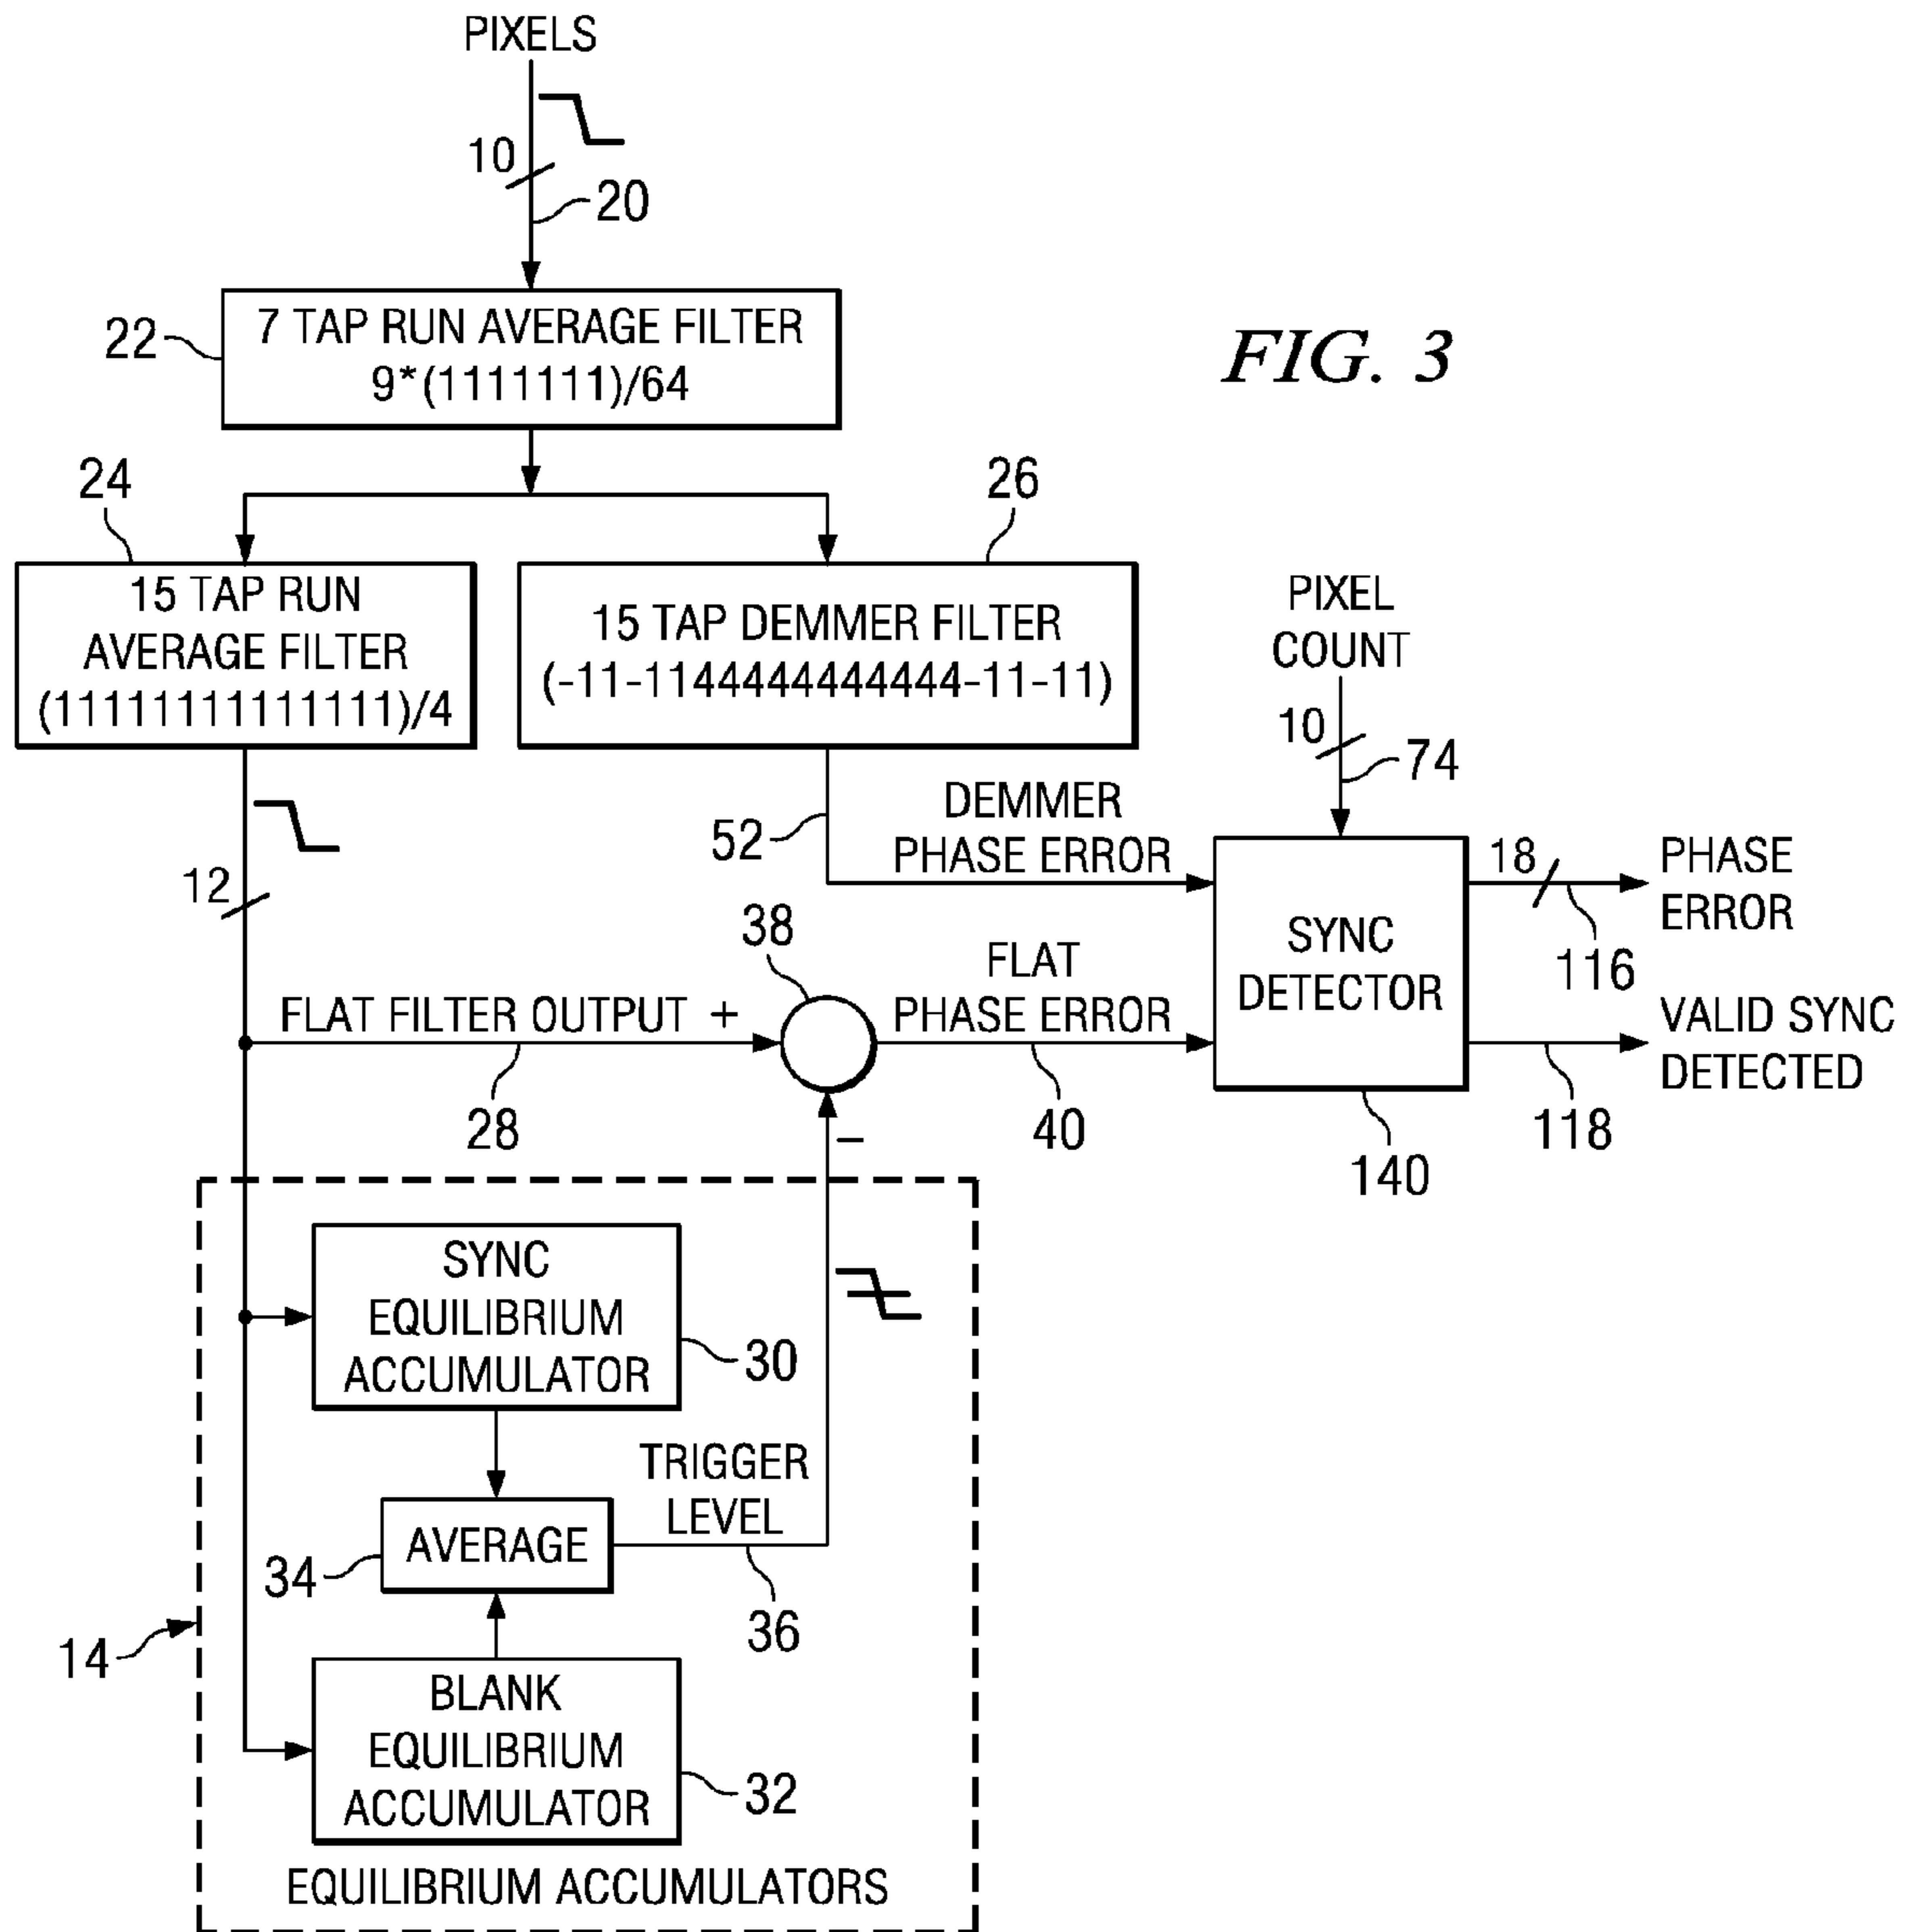 PIXELS
10
20
22
7 TAP RUN AVERAGE FILTER
9*(1111111)/64
FIG. 3
24
26
15 TAP RUN
AVERAGE FILTER
(111111111111111)/4
15 TAP DEMMER FILTER
(-11-1144444444444-11-11)
PIXEL
COUNT
10
74
12
52
DEMMER
PHASE ERROR
18
PHASE
ERROR
116
SYNC
DETECTOR
38
FLAT FILTER OUTPUT +
28
FLAT
PHASE ERROR
40
VALID SYNC
DETECTED
118
140
–
SYNC
EQUILIBRIUM
ACCUMULATOR
30
TRIGGER
LEVEL
AVERAGE
34
36
14
BLANK
EQUILIBRIUM
ACCUMULATOR
32
EQUILIBRIUM ACCUMULATORS